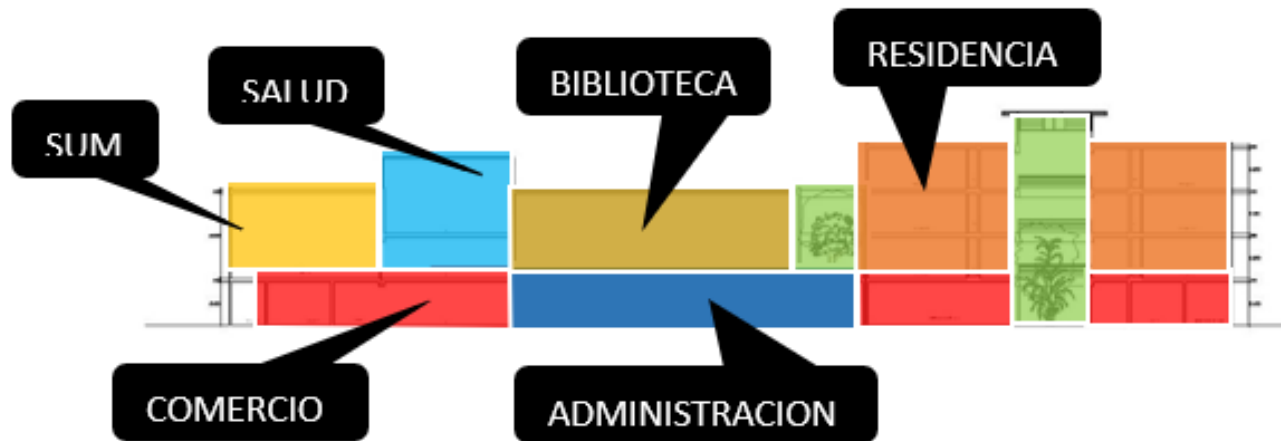 RESIDENCIA
SALUD
BIBLIOTECA
SUM
COMERCIO
ADMINISTRACION